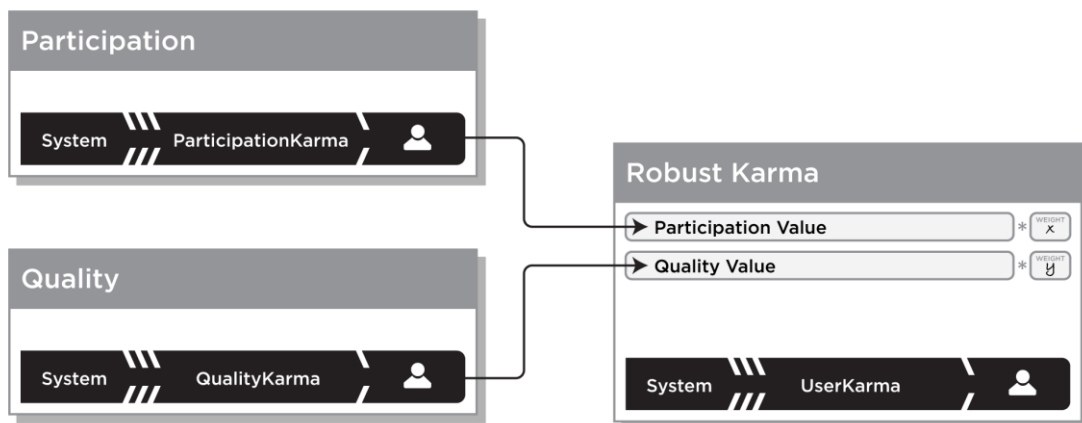 Participation
System ParticipationKarma
Robust Karma
Participation Value * WEIGHT x
Quality Value * WEIGHT y
Quality
System QualityKarma
System UserKarma